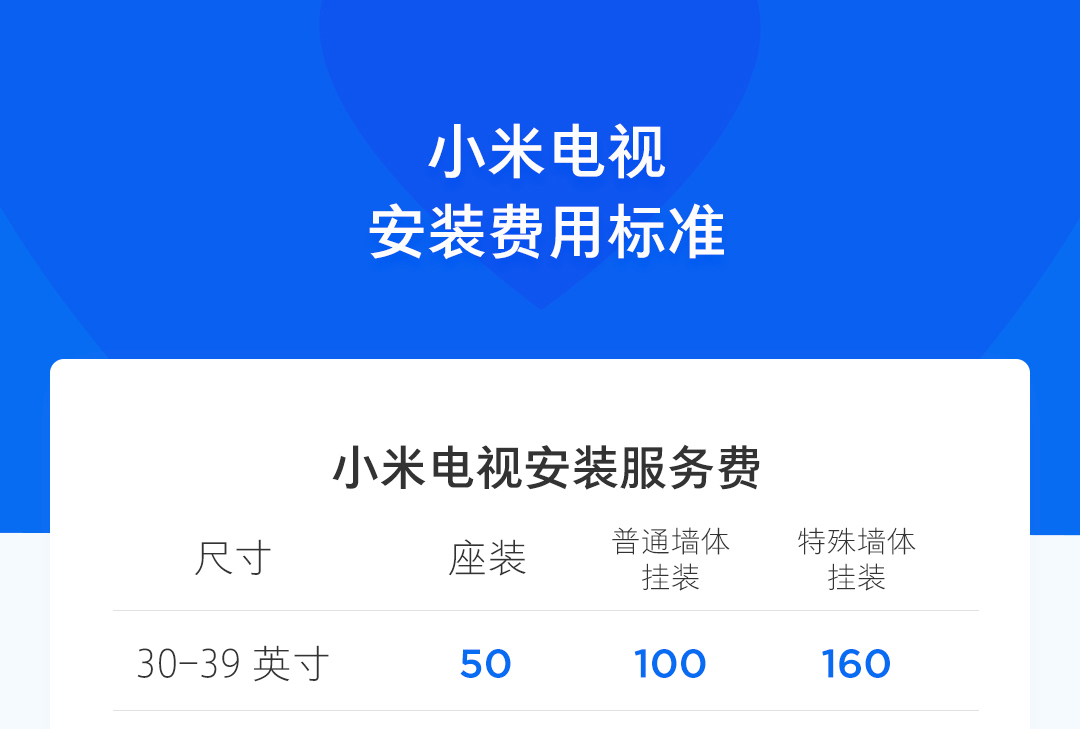 小米电视
安装费用标准
小米电视安装服务费
尺寸 座装 普通墙体挂装 特殊墙体挂装
30-39 英寸 50 100 160